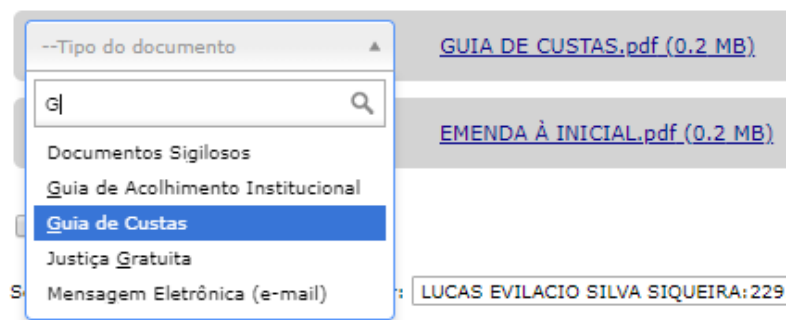 --Tipo do documento
GUIA DE CUSTAS.pdf (0.2 MB)
G
EMENDA À INICIAL.pdf (0.2 MB)
Documentos Sigilosos
Guia de Acolhimento Institucional
Guia de Custas
Justiça Gratuita
Mensagem Eletrônica (e-mail)
LUCAS EVILACIO SILVA SIQUEIRA:229